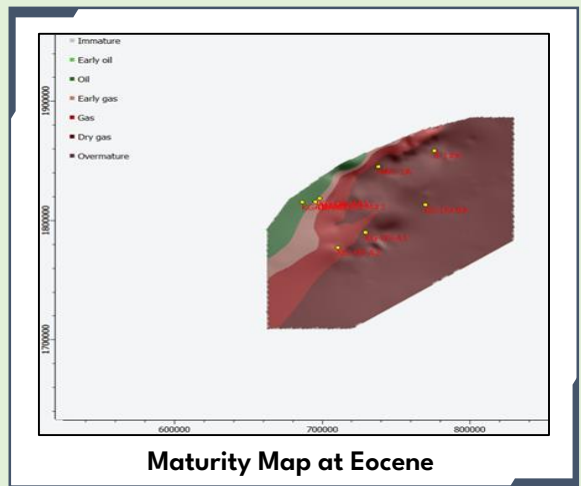 Immature
Early oil
Oil
Early gas
Gas
Dry gas
Overmature
1900000
1800000
1700000
600000
700000
800000
Maturity Map at Eocene